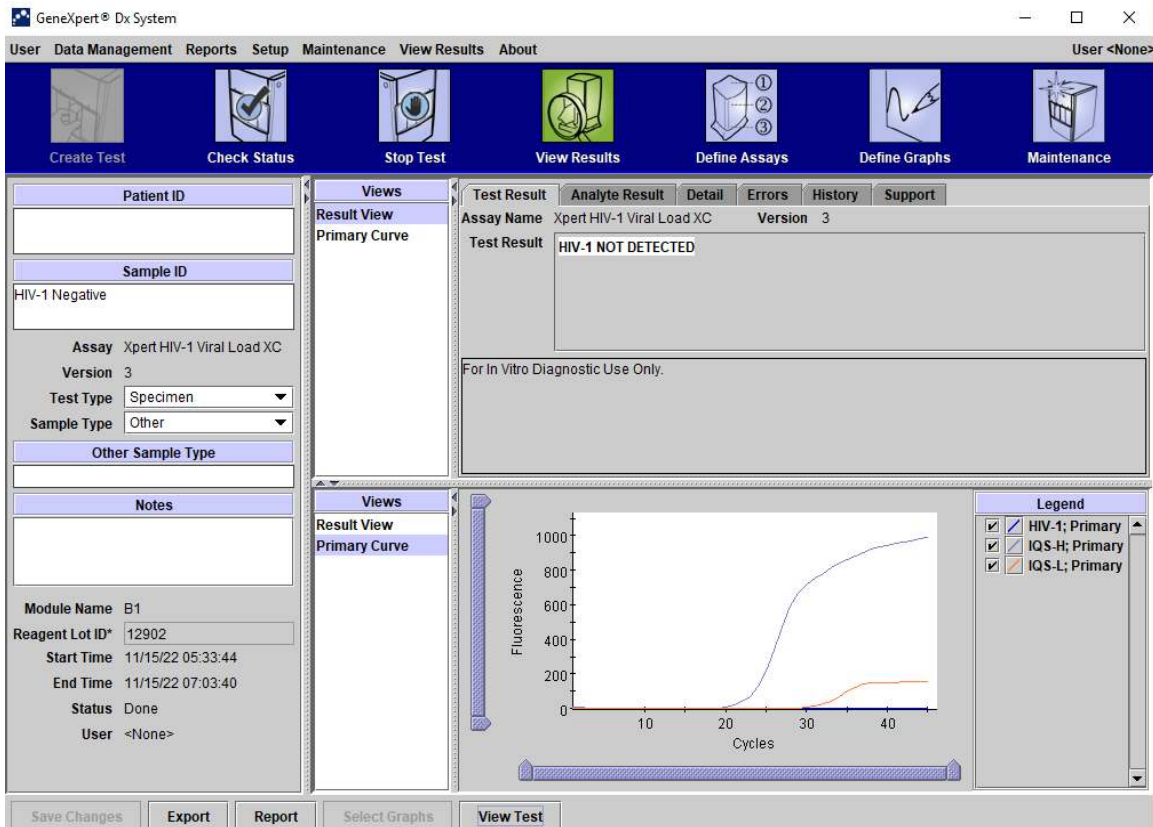 GeneXpert® Dx System
User Data Management Reports Setup Maintenance View Results About User <None>
Create Test Check Status Stop Test View Results Define Assays Define Graphs Maintenance
Patient ID
Sample ID
HIV-1 Negative
Assay Xpert HIV-1 Viral Load XC
Version 3
Test Type Specimen
Sample Type Other
Other Sample Type
Notes
Module Name B1
Reagent Lot ID* 12902
Start Time 11/15/22 05:33:44
End Time 11/15/22 07:03:40
Status Done
User <None>
Views
Result View
Primary Curve
Test Result Analyte Result Detail Errors History Support
Assay Name Xpert HIV-1 Viral Load XC Version 3
Test Result HIV-1 NOT DETECTED
For In Vitro Diagnostic Use Only.
Views
Result View
Primary Curve
Fluorescence
1000
800
600
400
200
0
10 20 30 40
Cycles
Legend
HIV-1; Primary
IQS-H; Primary
IQS-L; Primary
Save Changes Export Report Select Graphs View Test